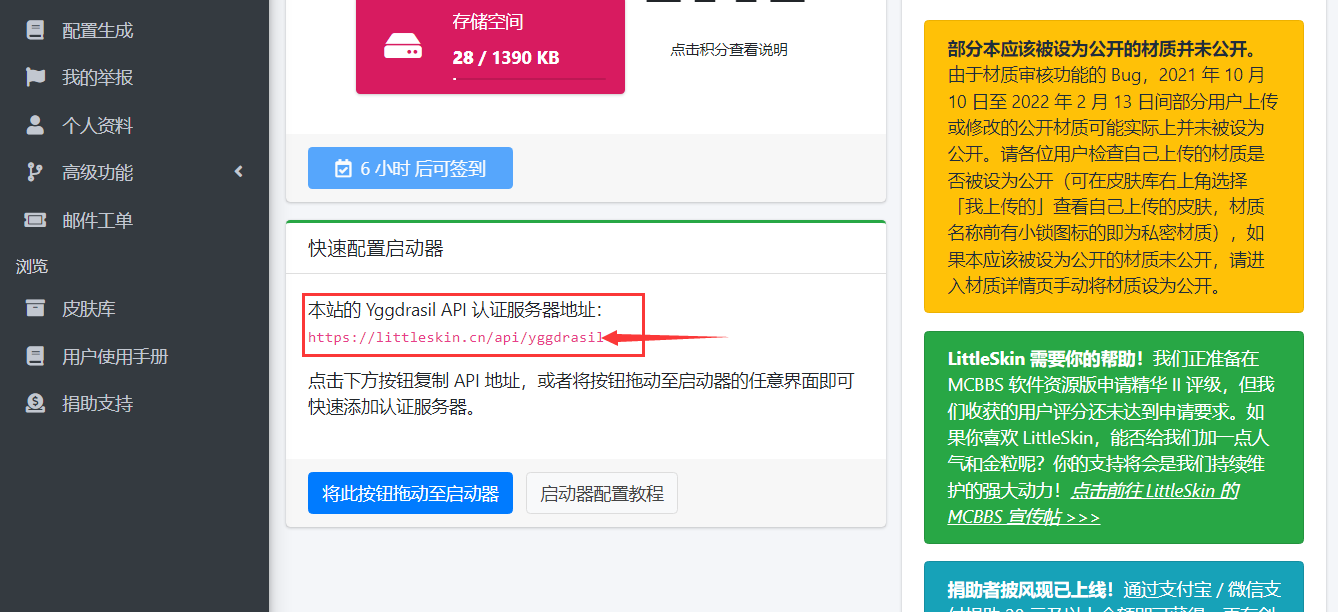 配置生成
我的举报
个人资料
高级功能
邮件工单
浏览
皮肤库
用户使用手册
捐助支持
存储空间
28 / 1390 KB
点击积分查看说明
6 小时 后可签到
快速配置启动器
本站的 Yggdrasil API 认证服务器地址：
https://littleskin.cn/api/yggdrasil
点击下方按钮复制 API 地址，或者将按钮拖动至启动器的任意界面即可
快速添加认证服务器。
将此按钮拖动至启动器
启动器配置教程
部分本应该被设为公开的材质并未公开。
由于材质审核功能的 Bug，2021 年 10 月
10 日至 2022 年 2 月 13 日间部分用户上传
或修改的公开材质可能实际上并未被设为
公开。请各位用户检查自己上传的材质是
否被设为公开（可在皮肤库右上角选择
「我上传的」查看自己上传的皮肤，材质
名称前有小锁图标的即为私密材质），如
果本应该被设为公开的材质未公开，请进
入材质详情页手动将材质设为公开。
LittleSkin 需要你的帮助！我们正准备在
MCBBS 软件资源版申请精华 II 评级，但我
们收获的用户评分还未达到申请要求。如
果你喜欢 LittleSkin，能否给我们加一点人
气和金粒呢？你的支持将会是我们持续维
护的强大动力！点击前往 LittleSkin 的
MCBBS 宣传帖 >>>
捐助者披风现已上线！通过支付宝 / 微信支